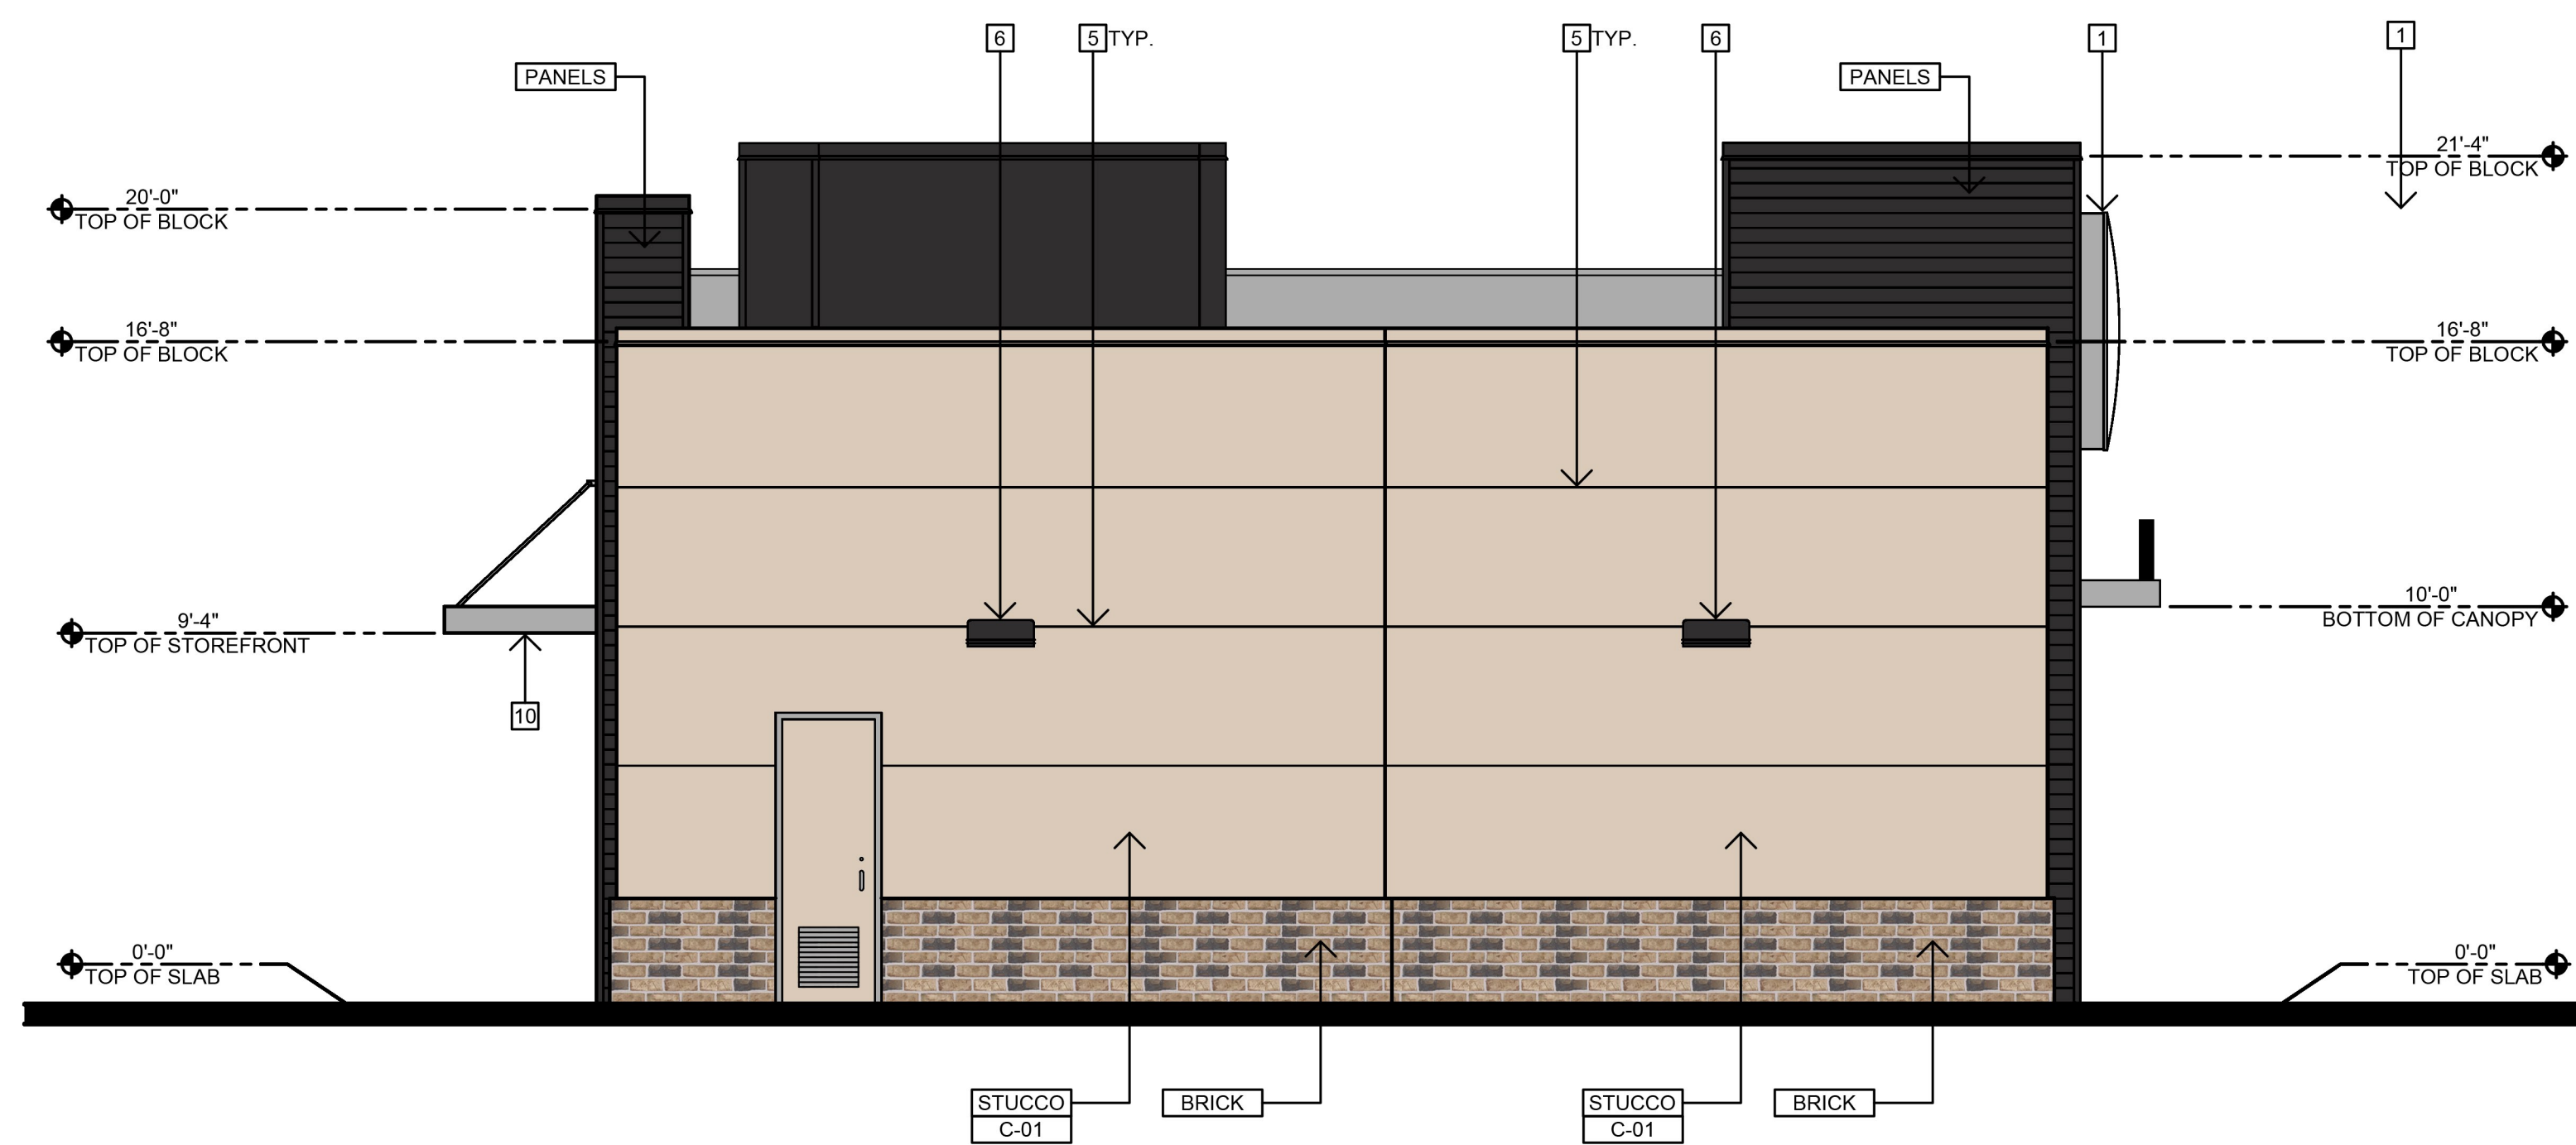 6
5 TYP.
5 TYP.
6
1
1
PANELS
PANELS
21'-4"
TOP OF BLOCK
20'-0"
TOP OF BLOCK
16'-8"
TOP OF BLOCK
16'-8"
TOP OF BLOCK
10'-0"
BOTTOM OF CANOPY
9'-4"
TOP OF STOREFRONT
10
0'-0"
TOP OF SLAB
0'-0"
TOP OF SLAB
STUCCO
C-01
BRICK
STUCCO
C-01
BRICK